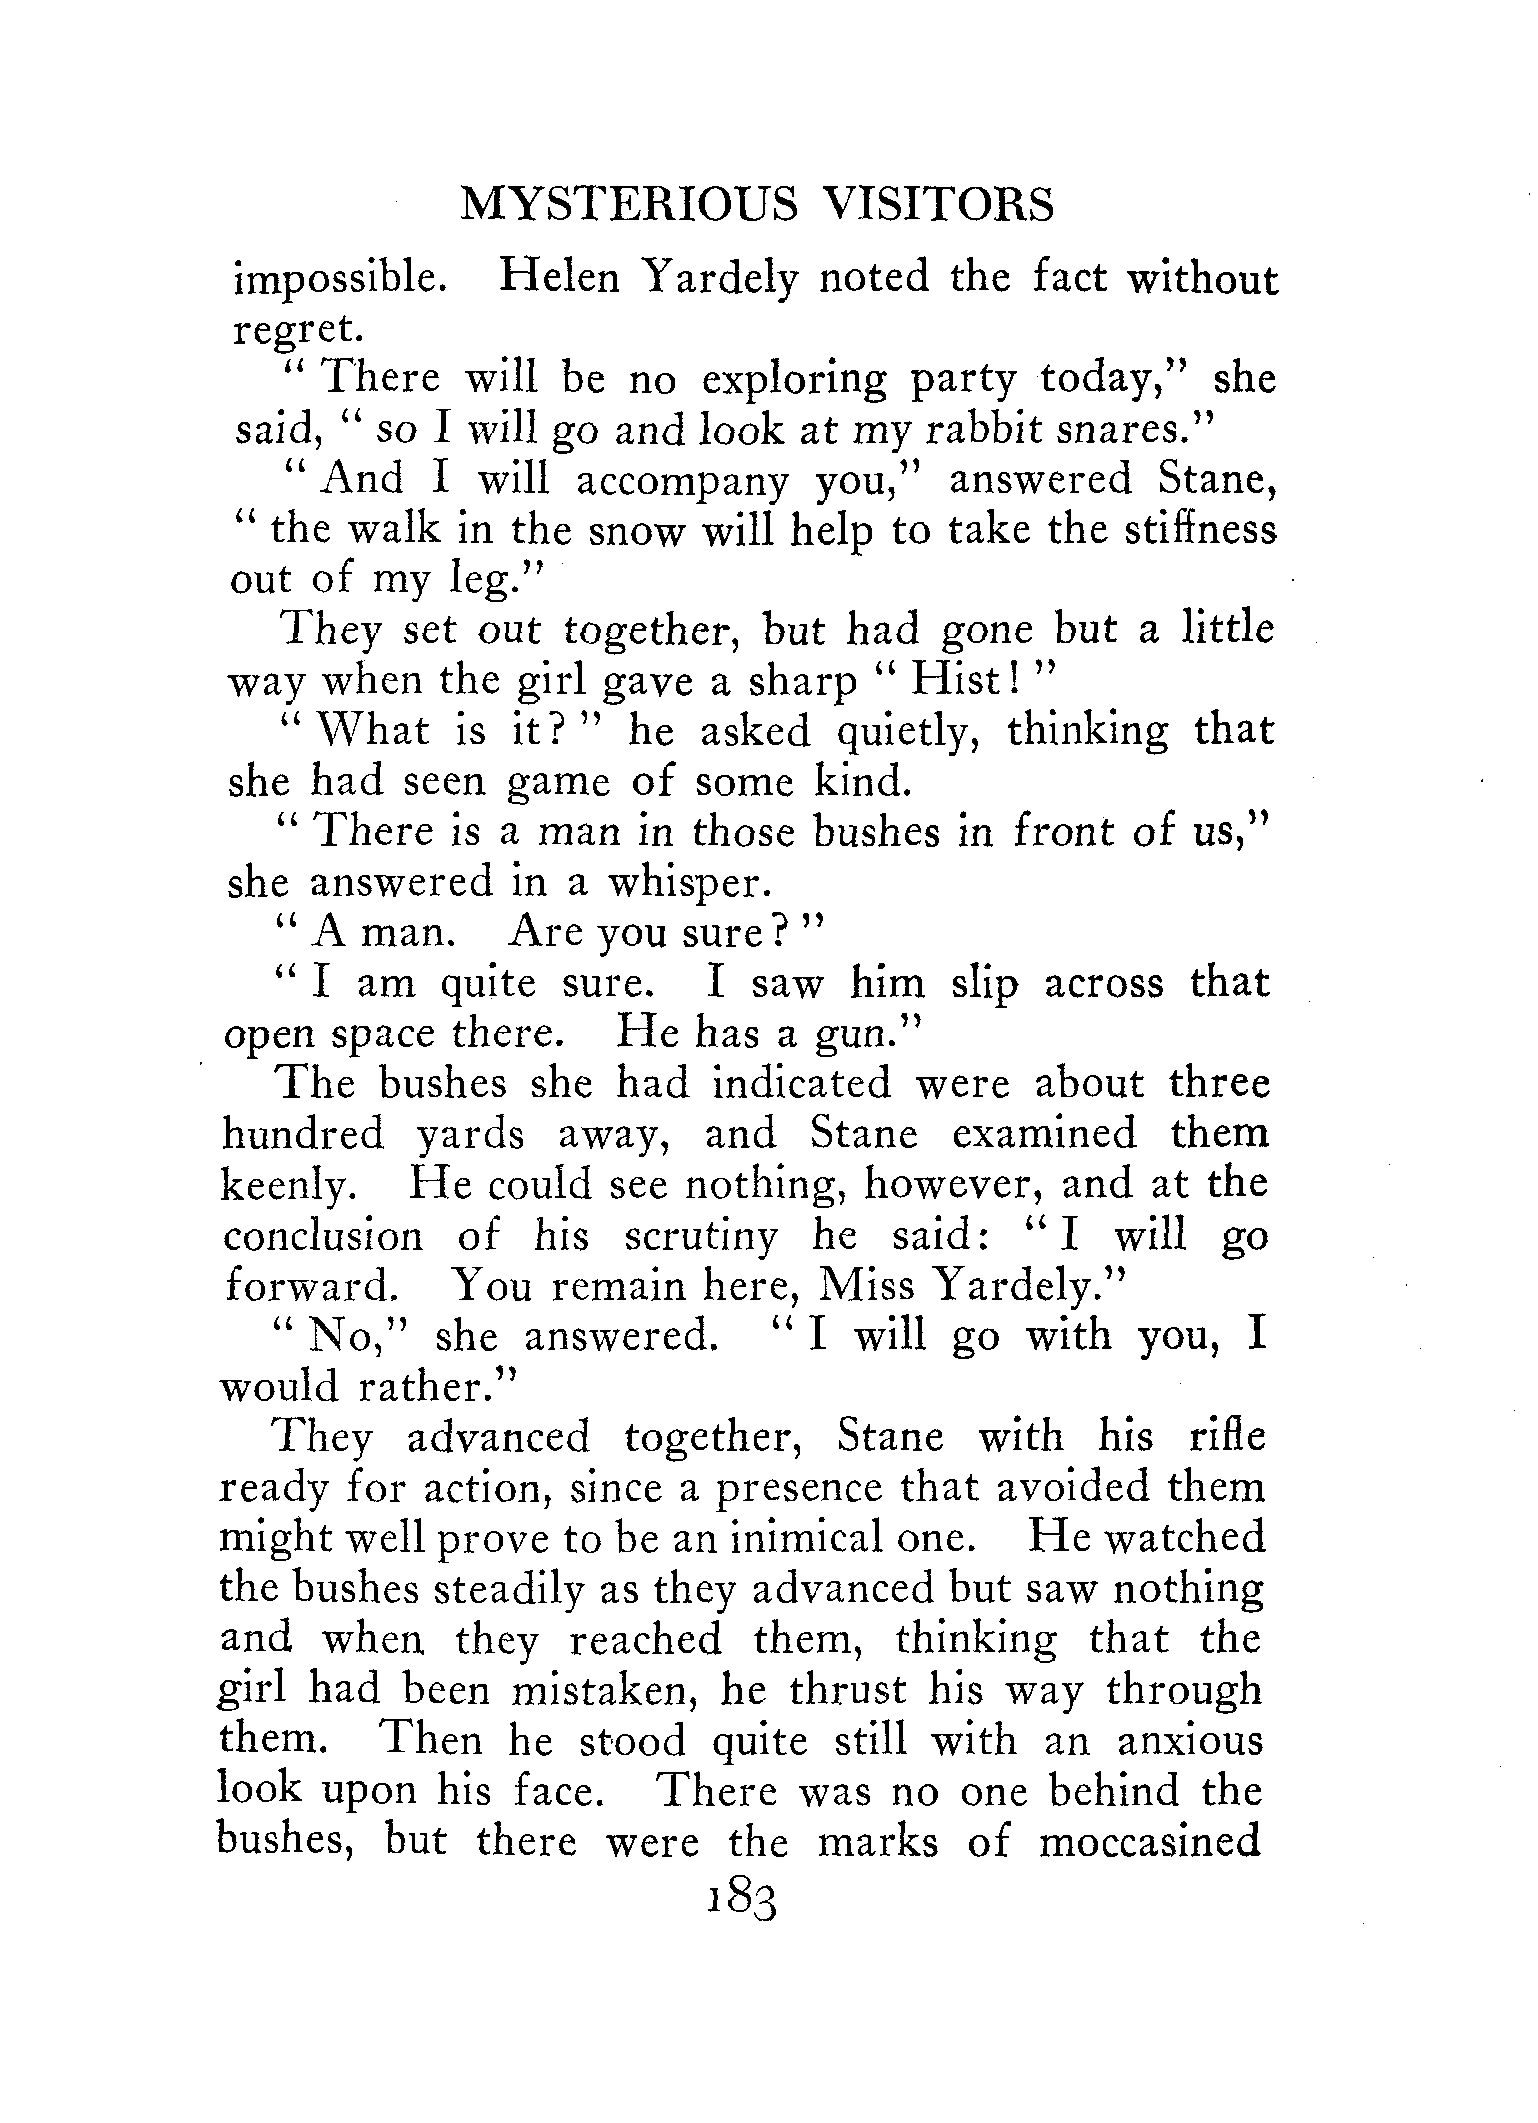 MYSTERIOUS VISITORS
impossible. Helen Yardely noted the fact without
regret.
“ There will be no exploring party today,” she
said, “ so I will go and look at my rabbit snares.”
“ And I will accompany you,” answered Stane,
“ the walk in the snow will help to take the stiffness
out of my leg.”
They set out together, but had gone but a little
way when the girl gave a sharp “ Hist! ”
“ What is it? ” he asked quietly, thinking that
she had seen game of some kind.
“ There is a man in those bushes in front of us,”
she answered in a whisper.
“ A man. Are you sure? ”
“ I am quite sure. I saw him slip across that
open space there. He has a gun.”
The bushes she had indicated were about three
hundred yards away, and Stane examined them
keenly. He could see nothing, however, and at the
conclusion of his scrutiny he said: “ I will go
forward. You remain here, Miss Yardely.”
“ No,” she answered. “ I will go with you, I
would rather.”
They advanced together, Stane with his rifle
ready for action, since a presence that avoided them
might well prove to be an inimical one. He watched
the bushes steadily as they advanced but saw nothing
and when they reached them, thinking that the
girl had been mistaken, he thrust his way through
them. Then he stood quite still with an anxious
look upon his face. There was no one behind the
bushes, but there were the marks of moccasined
183